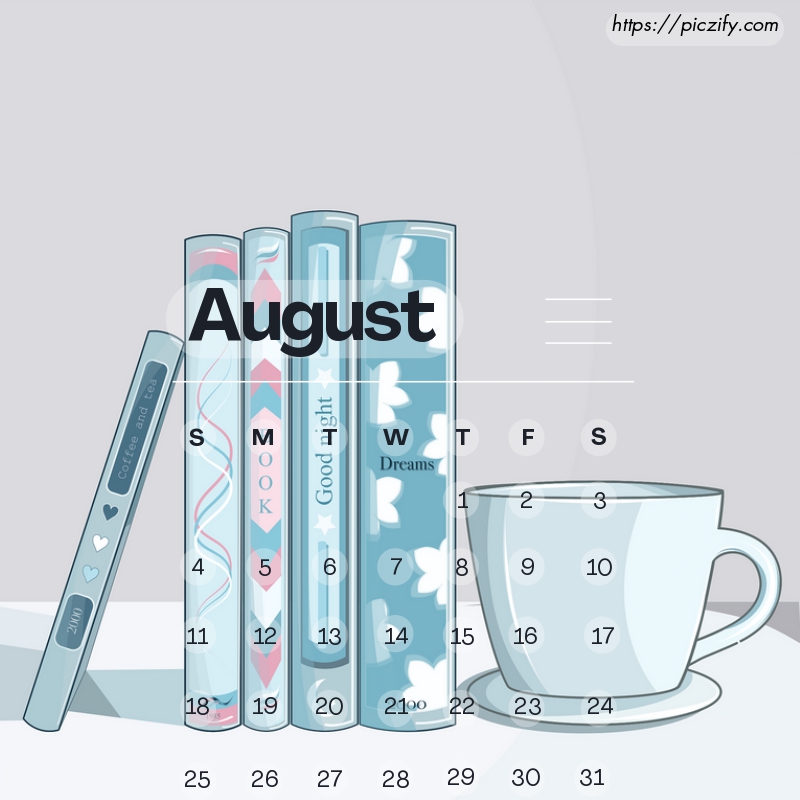 https://piczify.com
August
S M T W T F S
1 2 3
4 5 6 7 8 9 10
11 12 13 14 15 16 17
18 19 20 21 22 23 24
25 26 27 28 29 30 31
Coffee and tea
2000
Good night
Dreams